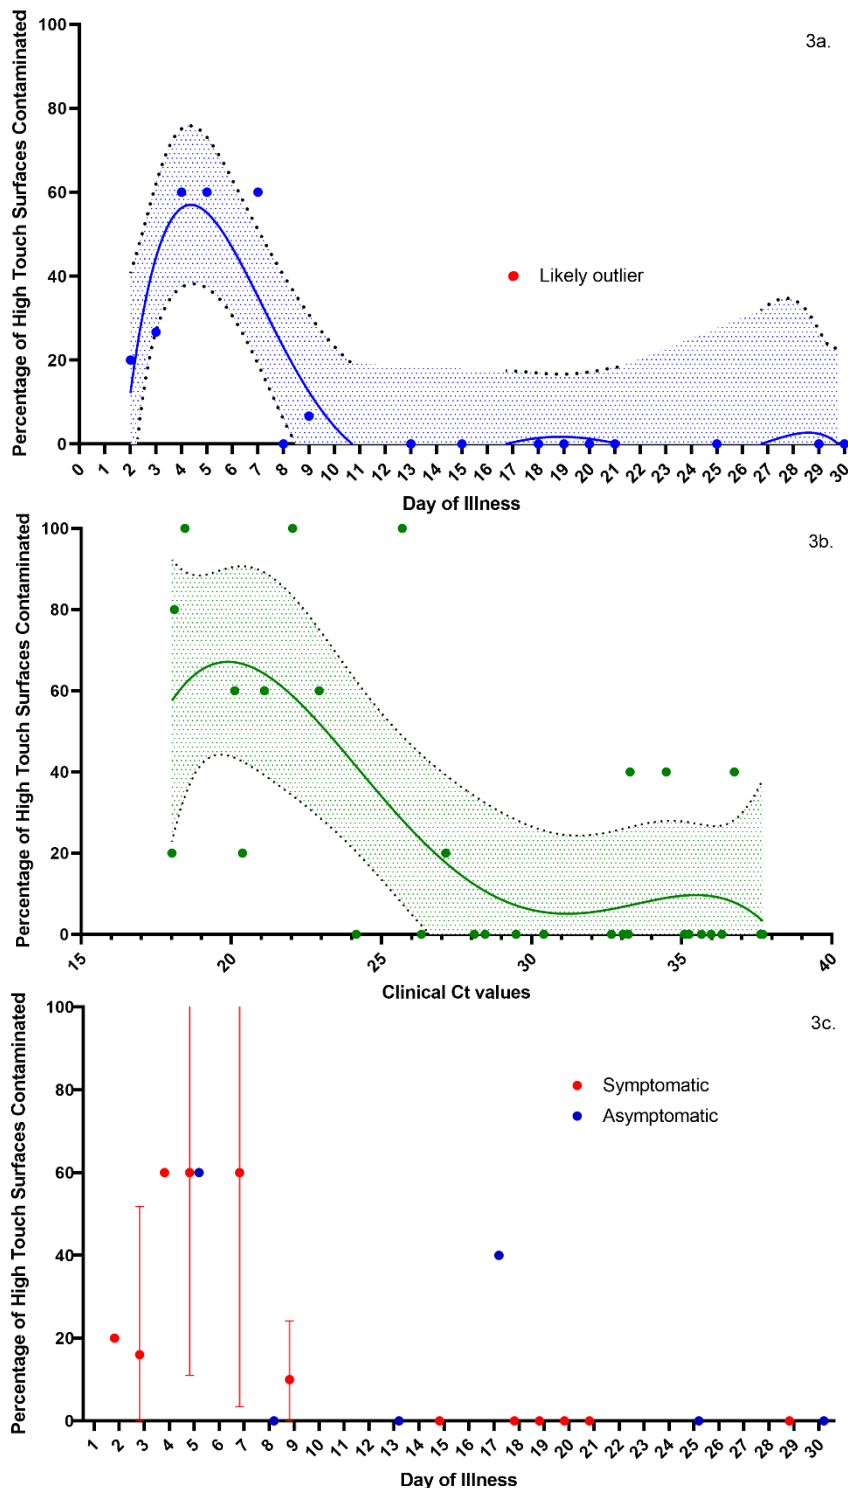 3a.
Percentage of High Touch Surfaces Contaminated
100
80
60
40
20
0
Likely outlier
0 1 2 3 4 5 6 7 8 9 10 11 13 14 15 16 17 18 19 20 21 22 23 24 25 26 27 28 29 30
Day of Illness
3b.
Percentage of High Touch Surfaces Contaminated
100
80
60
40
20
0
15 20 25 30 35 40
Clinical Ct values
3c.
Percentage of High Touch Surfaces Contaminated
100
80
60
40
20
0
Symptomatic
Asymptomatic
1 2 3 4 5 6 7 8 9 10 11 12 13 14 15 16 17 18 19 20 21 22 23 24 25 26 27 28 29 30
Day of Illness